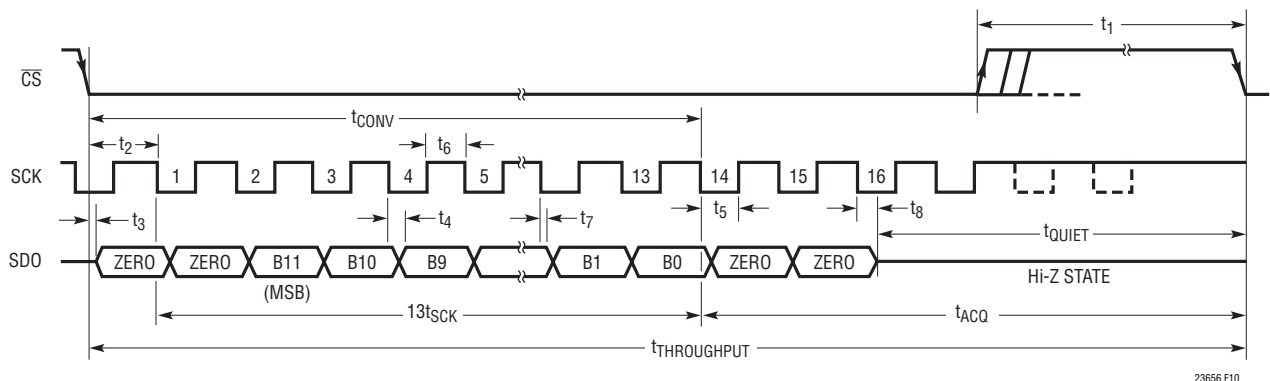 t1
CS
tCONV
t2
t6
SCK
1 2 3 4 5 13 14 15 16
t3
t4
t7
t5
t8
tQUIET
SDO
ZERO ZERO B11 B10 B9 B1 B0 ZERO ZERO
Hi-Z STATE
(MSB)
13tSCK
tACQ
tTHROUGHPUT
23656 F10